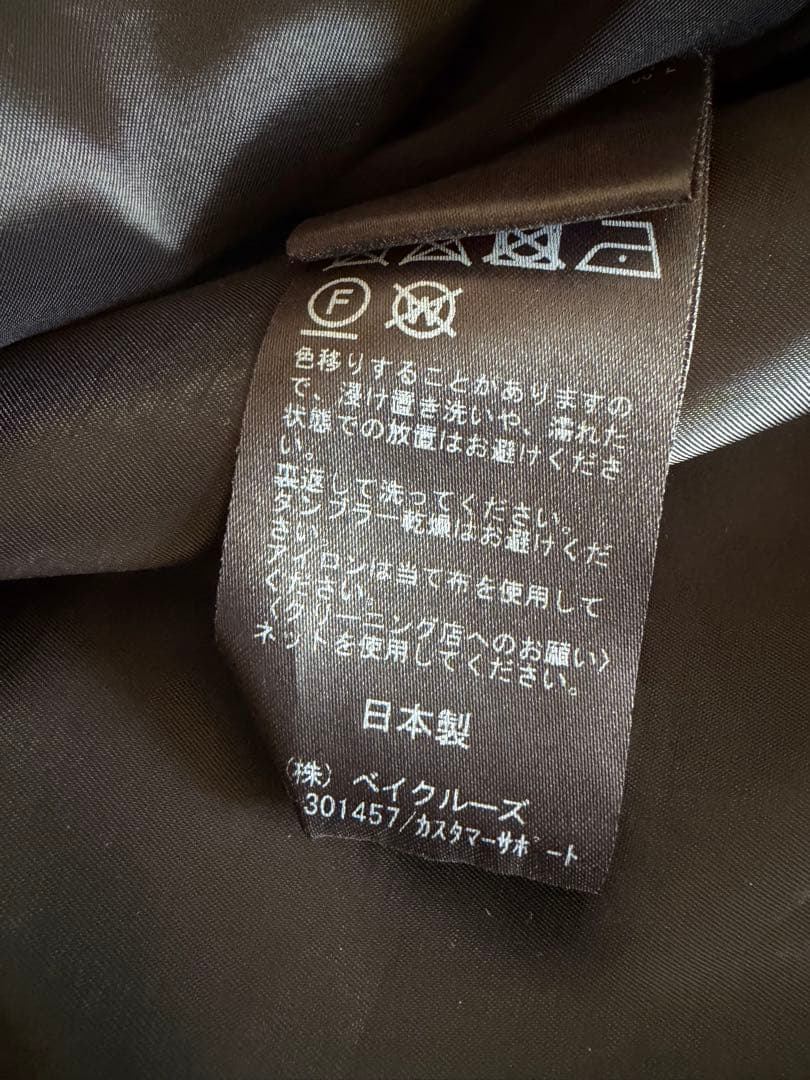 F W
色移りすることがありますの
で、浸け置き洗いや、濡れた
状態での放置はお避けくださ
い。
裏返して洗ってください。
タンブラー乾燥はお避けくだ
さい。
アイロンは当て布を使用して
ください。
〈クリーニング店へのお願い〉
ネットを使用してください。
日本製
(株) ベイクルーズ
301457/カスタマーサポート